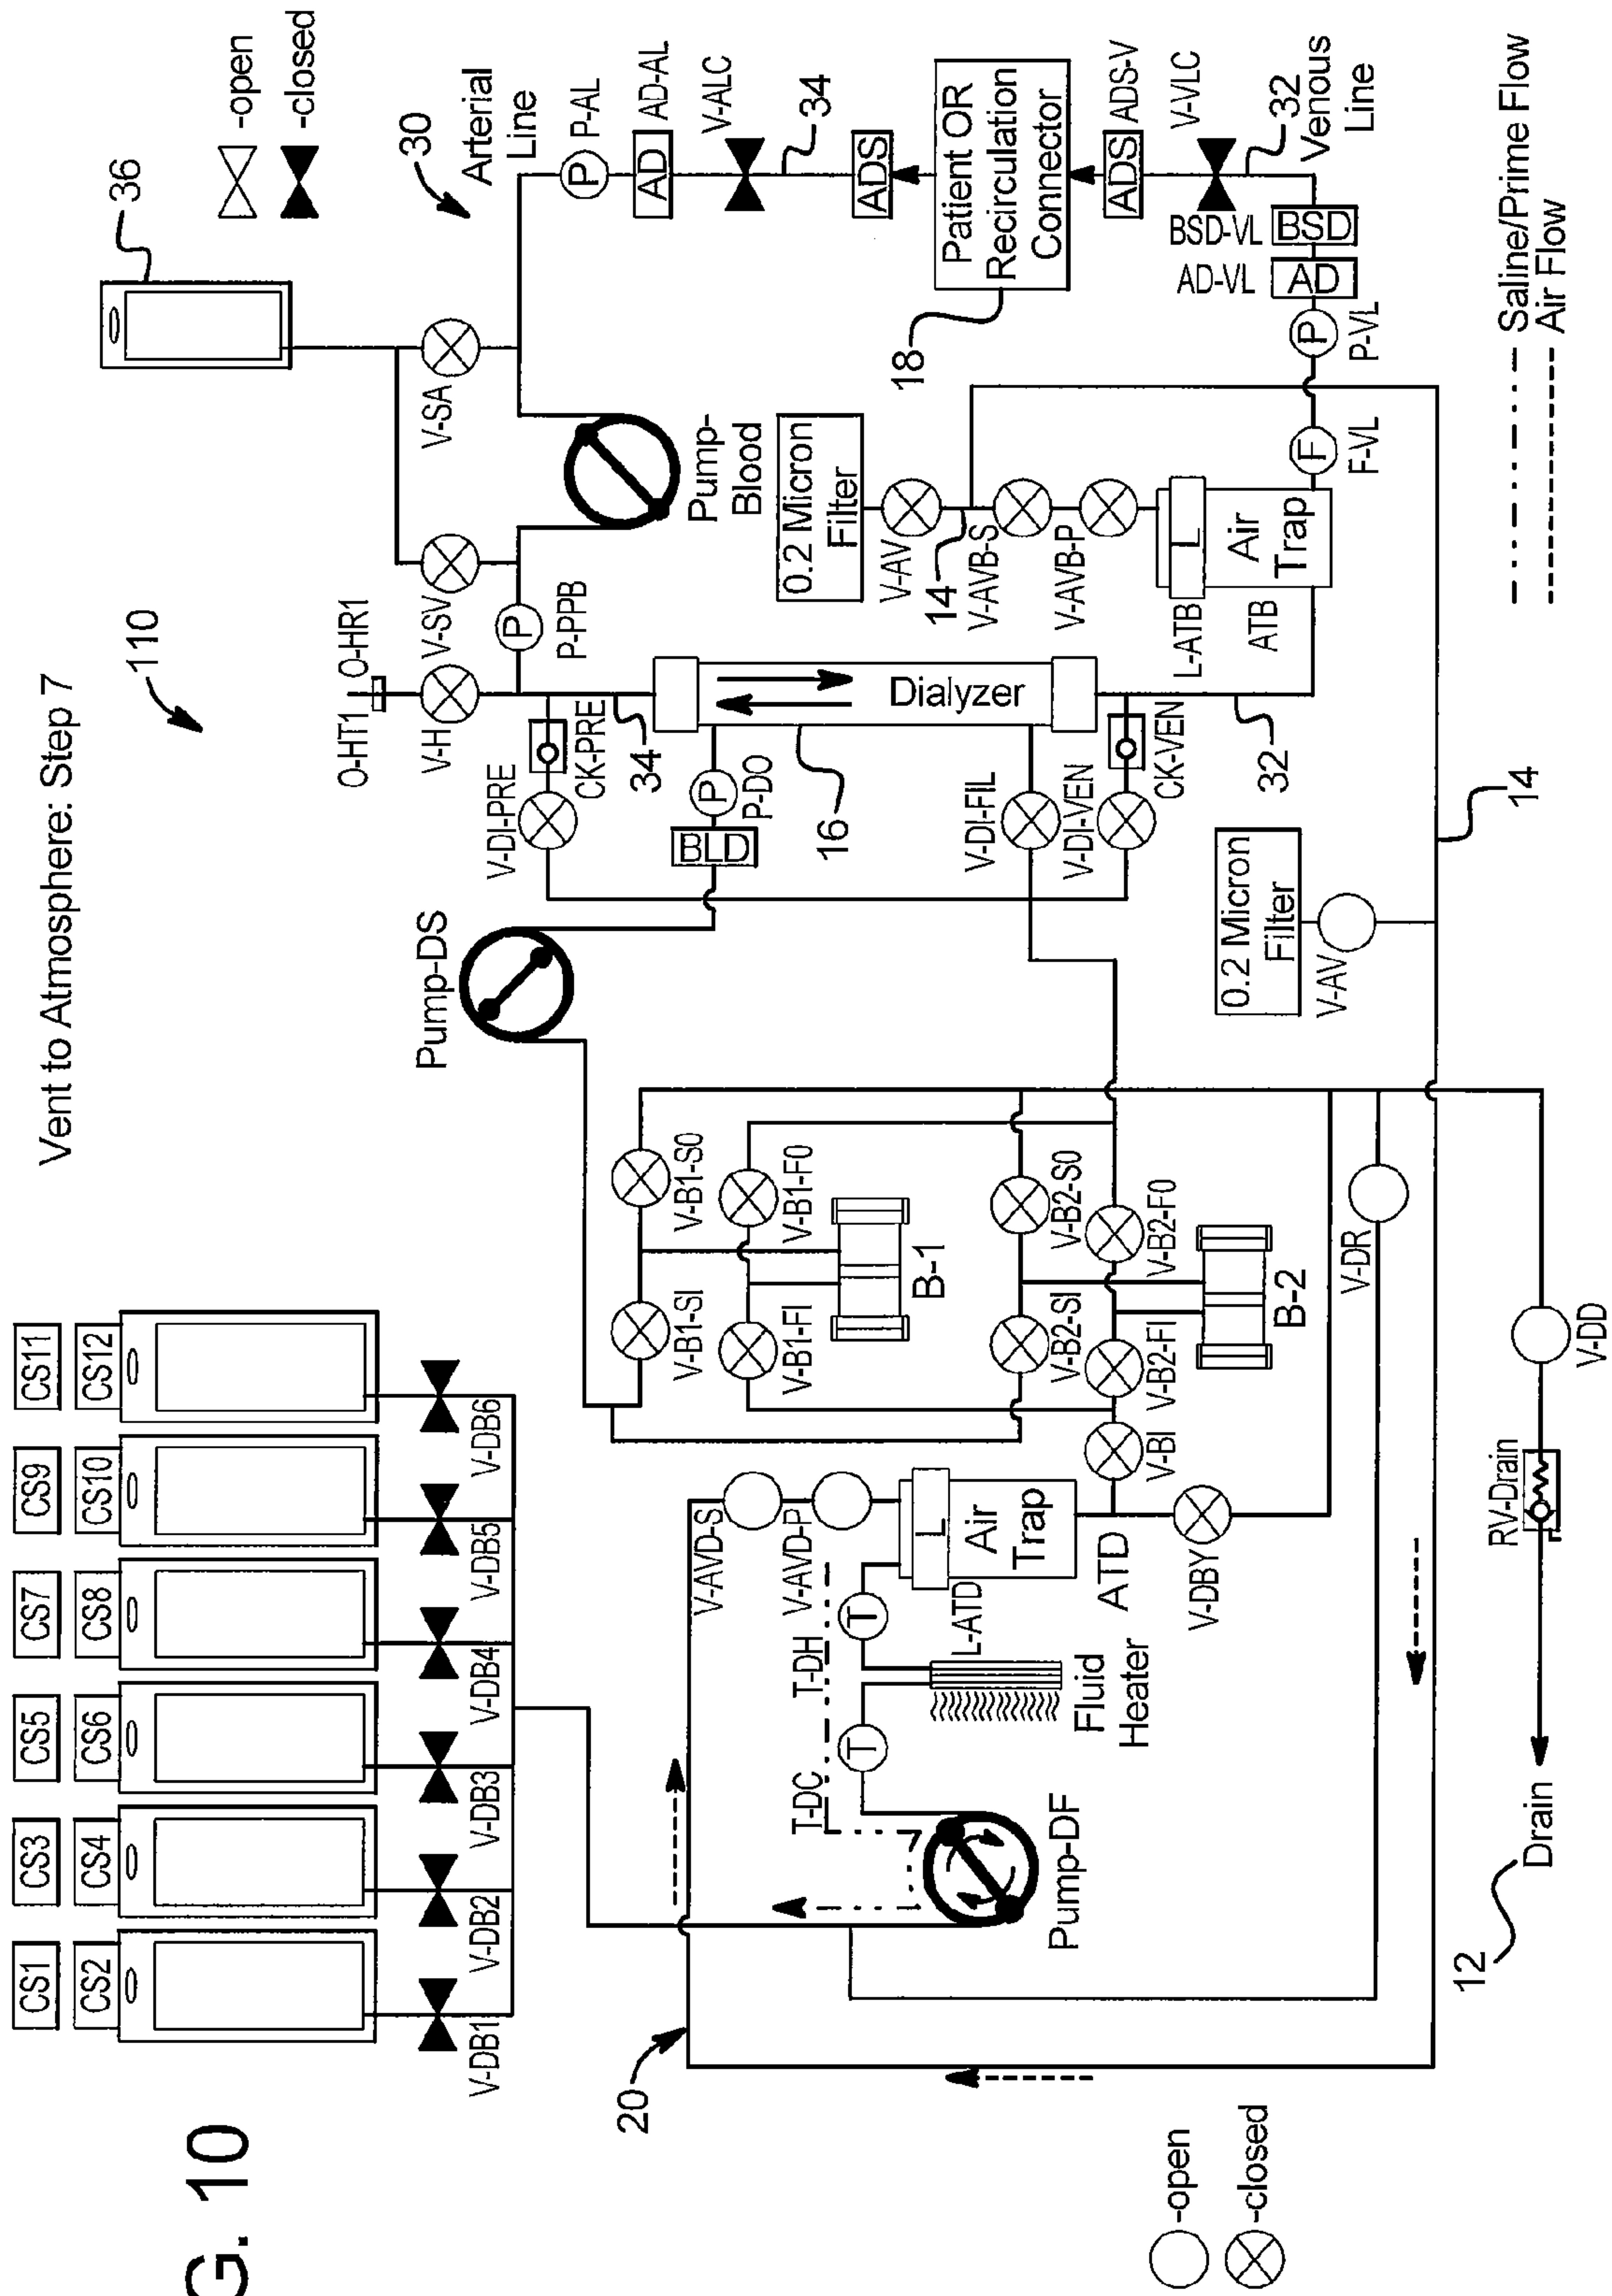 G. 10
Vent to Atmosphere: Step 7
110
36
-open
-closed
CS1
CS2
CS3
CS4
CS5
CS6
CS7
CS8
CS9
CS10
CS11
CS12
V-DB1
V-DB2
V-DB3
V-DB4
V-DB5
V-DB6
Pump-DS
O-HT1
O-HR1
V-H
V-SV
V-SA
30
Arterial
Line
P
P-AL
AD
AD-AL
V-ALC
34
ADS
Patient OR
Recirculation
Connector
18
ADS
ADS-V
V-VLC
32
Venous
Line
BSD-VL
BSD
AD-VL
AD
P
P-VL
F
F-VL
P
P-PPB
Pump-
Blood
V-DI-PRE
CK-PRE
34
BLD
P
P-DO
16
Dialyzer
V-DI-FIL
V-DI-VEN
CK-VEN
32
0.2 Micron
Filter
V-AV
14
V-AVB-S
V-AVB-P
L-ATB
L
Air
Trap
ATB
0.2 Micron
Filter
V-AV
14
V-B1-SI
V-B1-S0
V-B1-FI
V-B1-F0
B-1
V-B2-SI
V-B2-S0
V-B2-FI
V-B2-F0
B-2
V-BI
V-DR
V-DD
V-AVD-S
V-AVD-P
L
Air
Trap
L-ATD
ATD
V-DBY
T
T-DH
T
T-DC
Fluid
Heater
Pump-DF
20
RV-Drain
Drain
12
Saline/Prime Flow
Air Flow
-open
-closed